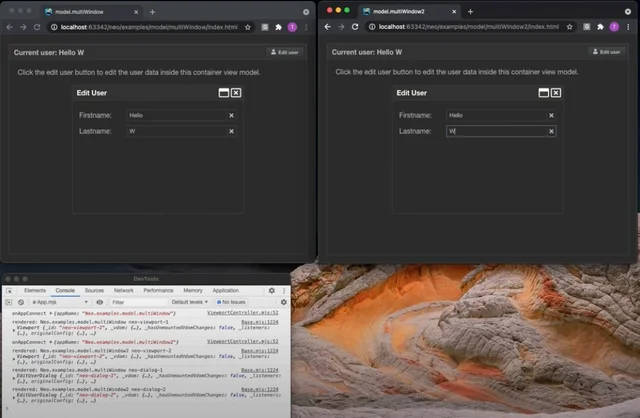 model.multiWindow
localhost:63342/neo/examples/model/multiWindow/index.html
T
Current user: Hello W
Edit user
Click the edit user button to edit the user data inside this container view model.
Edit User
Firstname: Hello
Lastname: W
model.multiWindow2
localhost:63342/neo/examples/model/multiWindow2/index.html
T
Current user: Hello W
Edit user
Click the edit user button to edit the user data inside this container view model.
Edit User
Firstname: Hello
Lastname: W
DevTools
Elements Console Sources Network Performance Memory Application
App.mjs Filter Default levels No Issues
onAppConnect {appName: "Neo.examples.model.multiWindow"} ViewportController.mjs:52
rendered: Neo.examples.model.multiWindow neo-viewport-1 Base.mjs:1224
Viewport {_id: "neo-viewport-1", _vdom: {…}, _hasUnmountedVdomChanges: false, _listeners:
{…}, originalConfig: {…}, …}
onAppConnect {appName: "Neo.examples.model.multiWindow2"} ViewportController.mjs:52
rendered: Neo.examples.model.multiWindow2 neo-viewport-2 Base.mjs:1224
Viewport {_id: "neo-viewport-2", _vdom: {…}, _hasUnmountedVdomChanges: false, _listeners:
{…}, originalConfig: {…}, …}
rendered: Neo.examples.model.multiWindow neo-dialog-1 Base.mjs:1224
EditUserDialog {_id: "neo-dialog-1", _vdom: {…}, _hasUnmountedVdomChanges: false, _listeners:
{…}, originalConfig: {…}, …}
rendered: Neo.examples.model.multiWindow2 neo-dialog-2 Base.mjs:1224
EditUserDialog {_id: "neo-dialog-2", _vdom: {…}, _hasUnmountedVdomChanges: false, _listeners:
{…}, originalConfig: {…}, …}